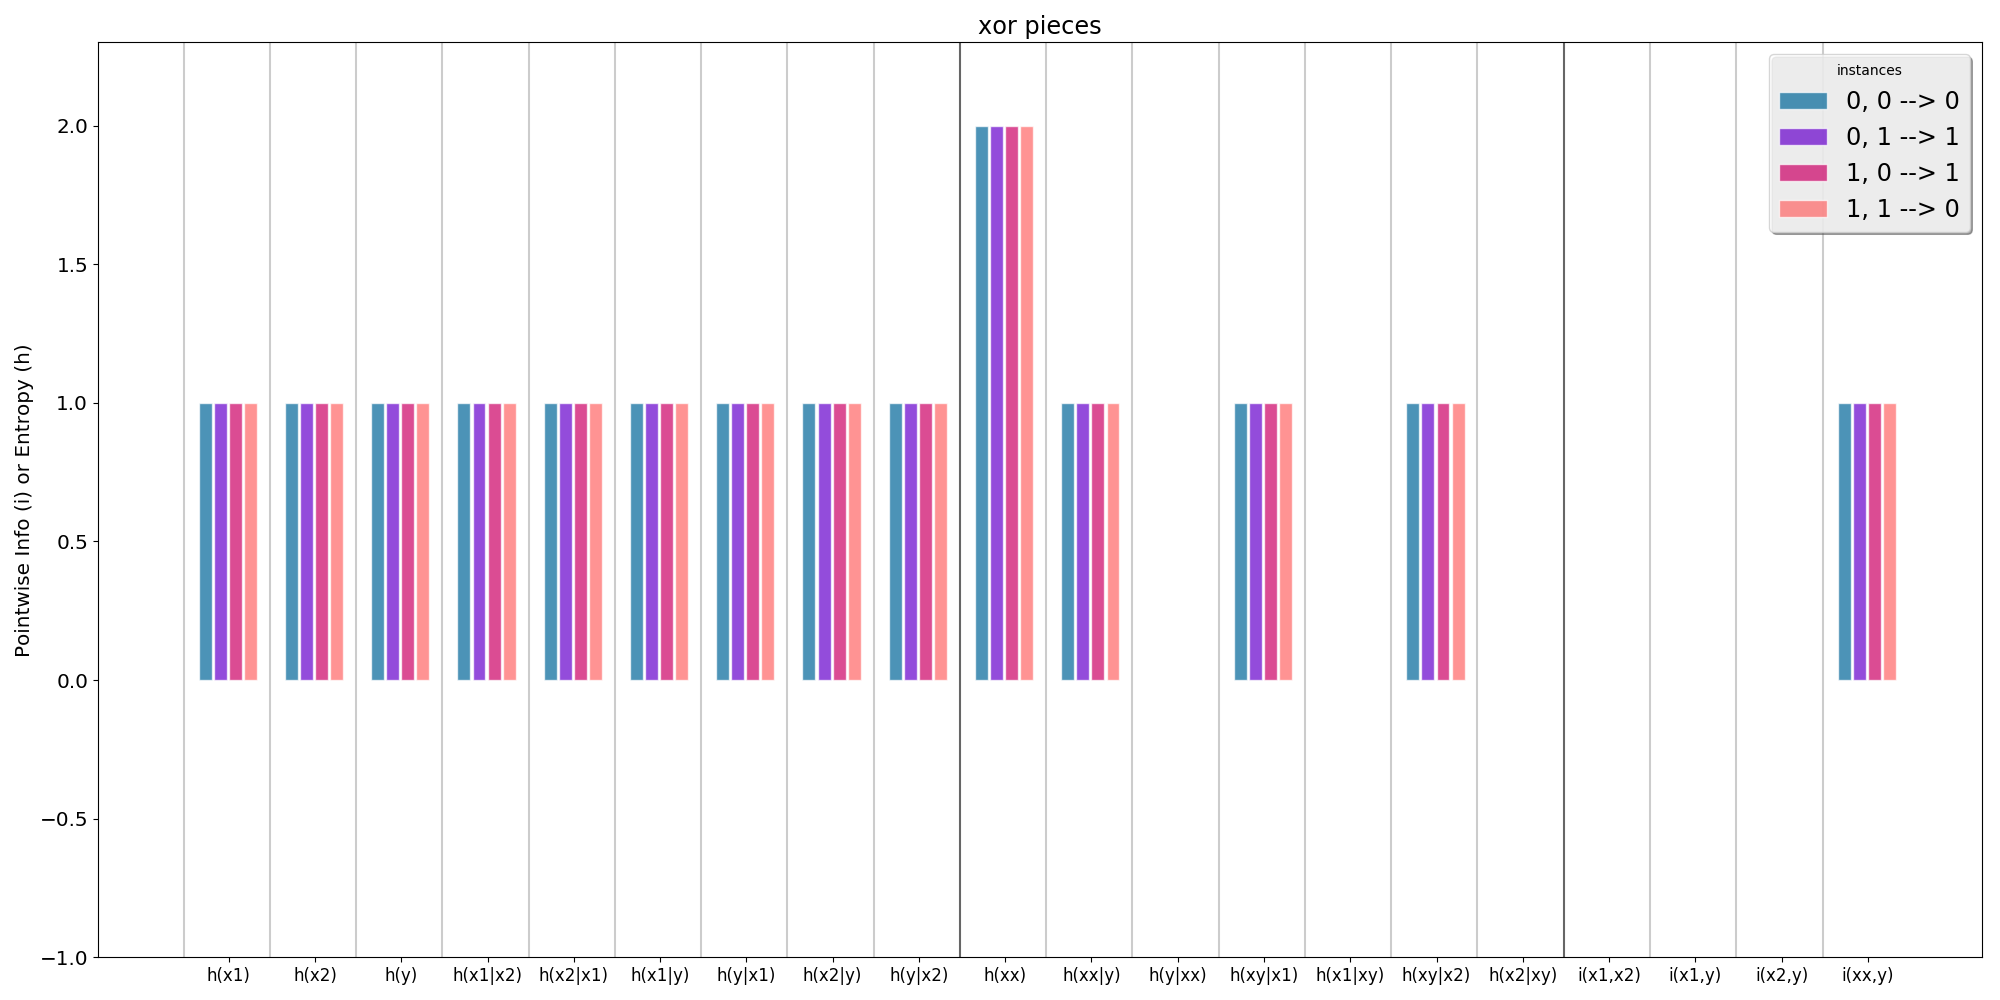 xor pieces
instances
0, 0 --> 0
0, 1 --> 1
1, 0 --> 1
1, 1 --> 0
Pointwise Info (i) or Entropy (h)
2.0
1.5
1.0
0.5
0.0
−0.5
−1.0
h(x1) h(x2) h(y) h(x1|x2) h(x2|x1) h(x1|y) h(y|x1) h(x2|y) h(y|x2) h(xx) h(xx|y) h(y|xx) h(xy|x1) h(x1|xy) h(xy|x2) h(x2|xy) i(x1,x2) i(x1,y) i(x2,y) i(xx,y)